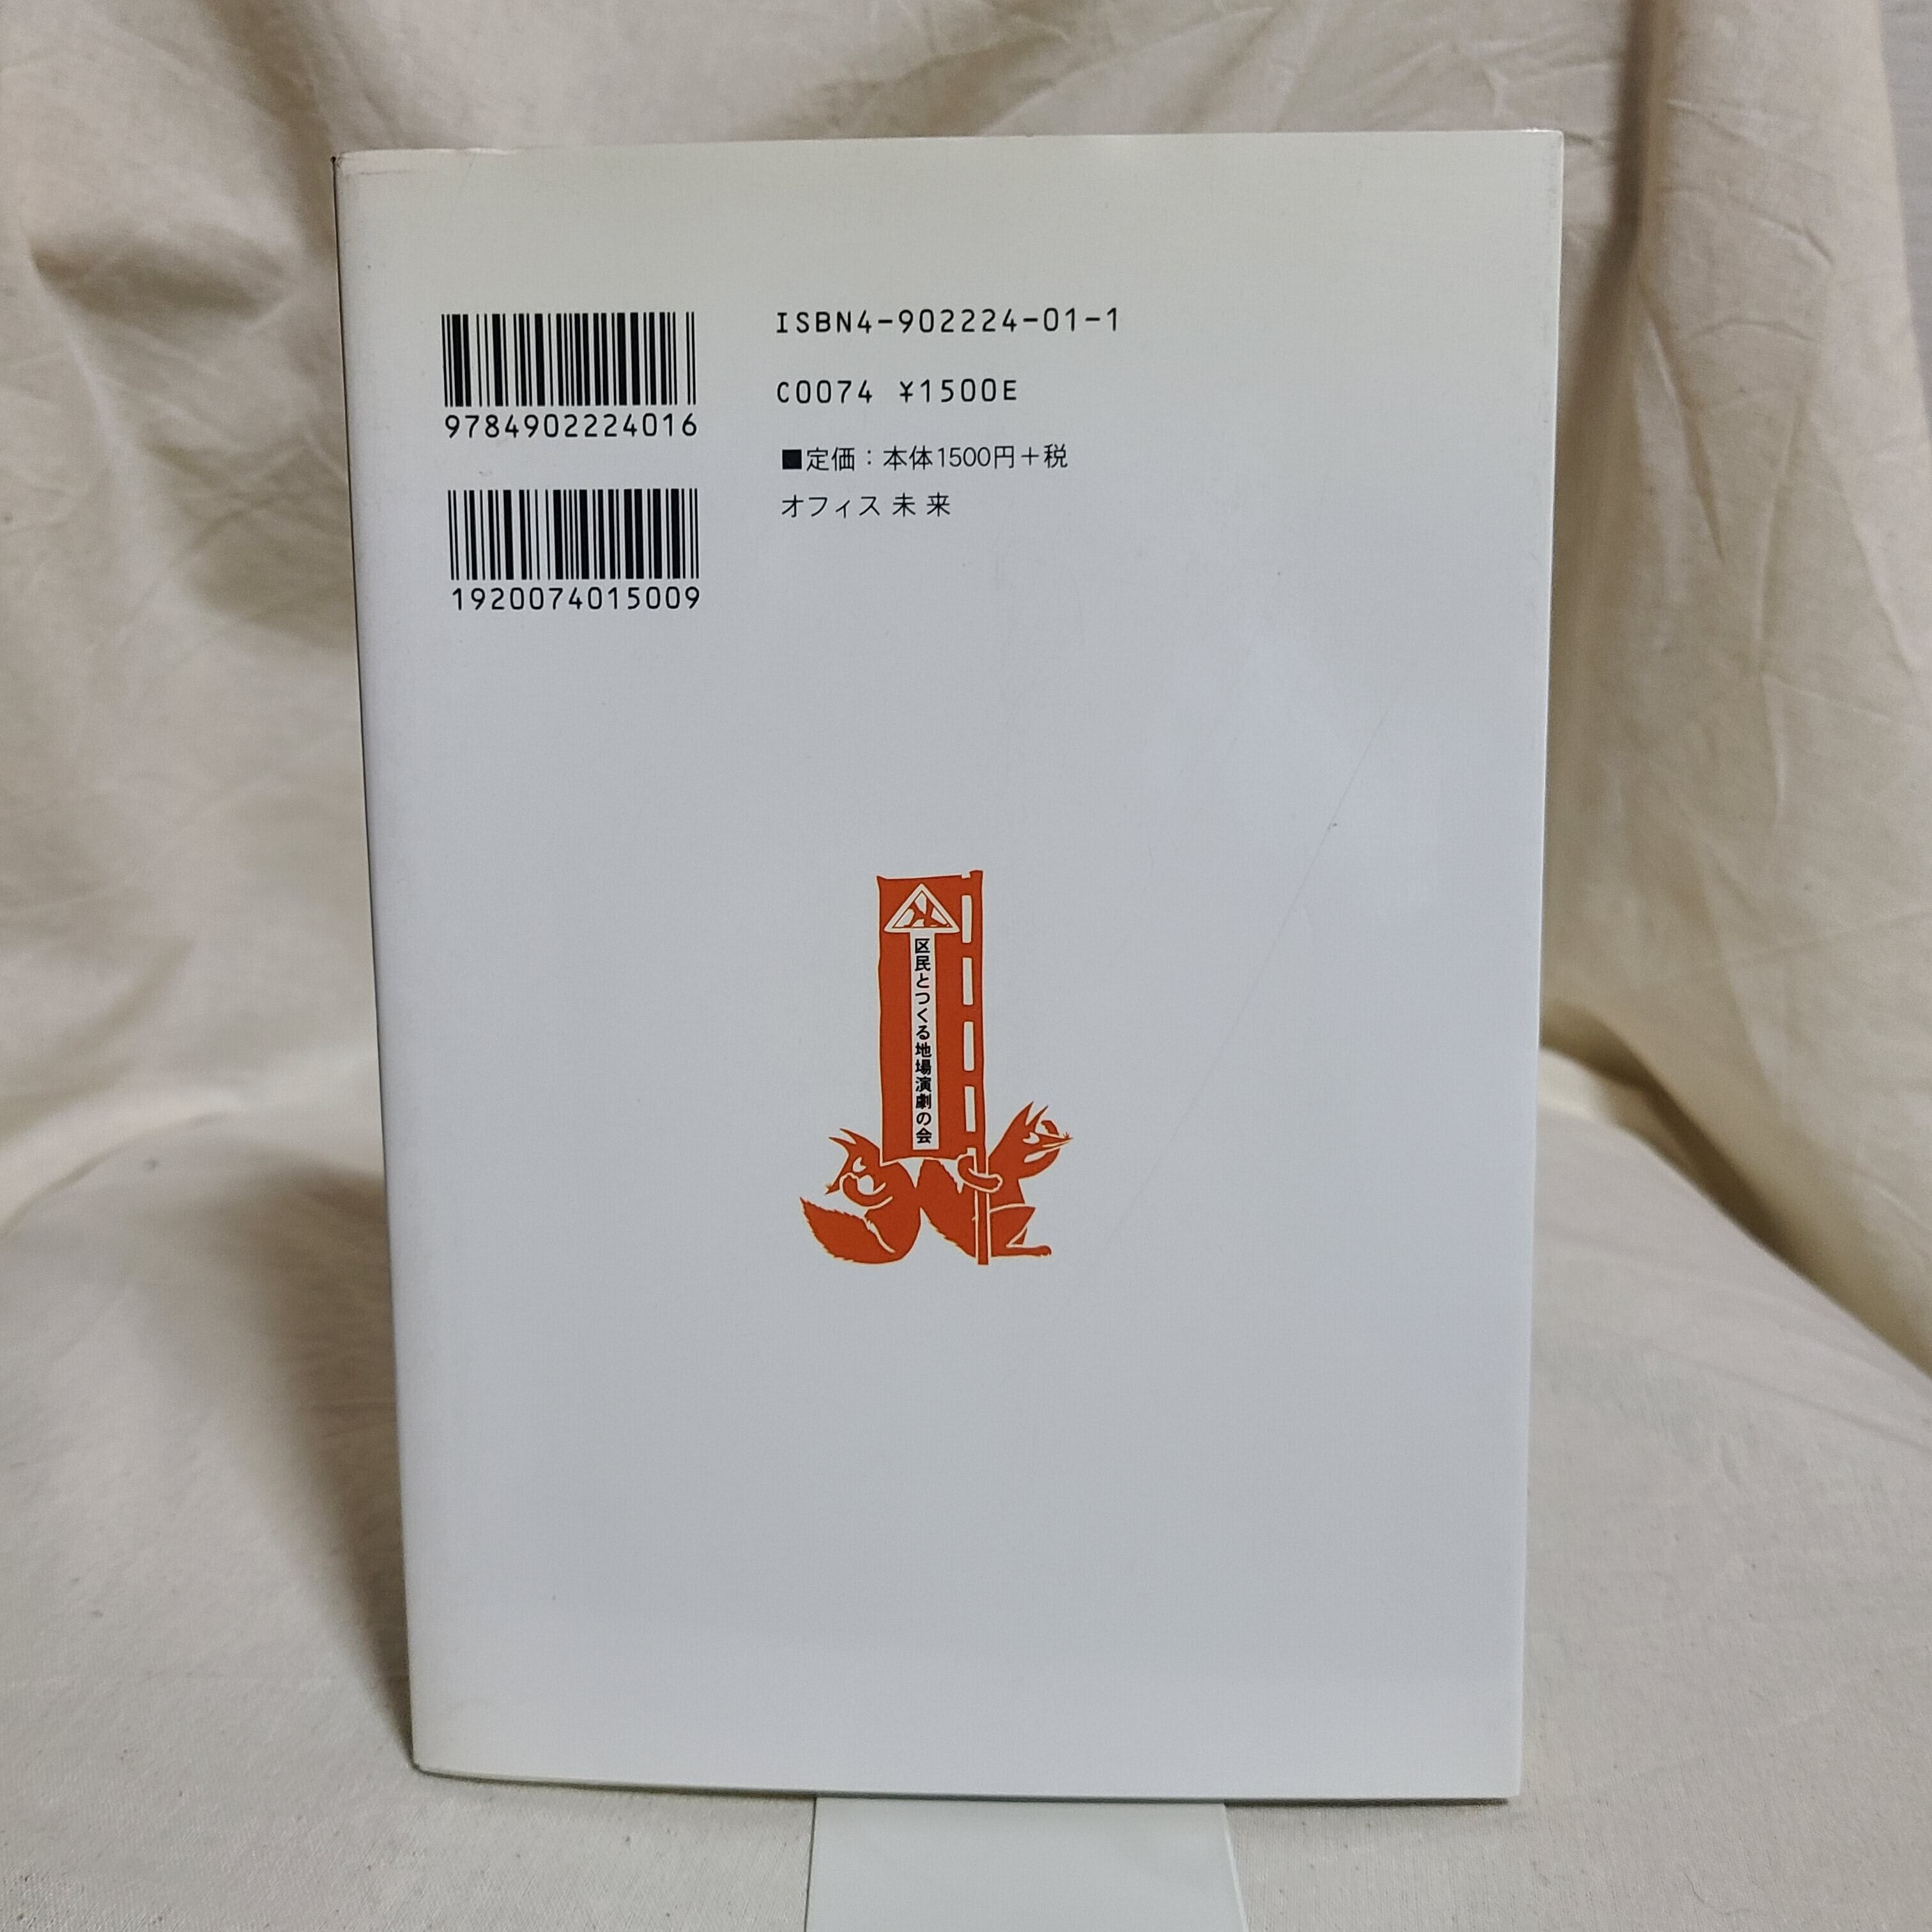 ISBN4-902224-01-1
C0074 ¥1500E
■定価：本体1500円＋税
オフィス 未 来
9784902224016
1920074015009
区民とつくる地場演劇の会